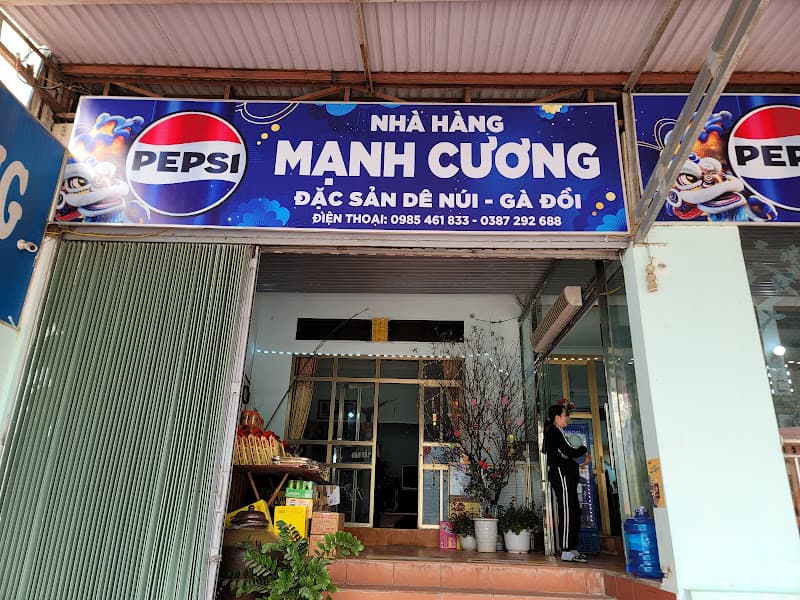 PEPSI
NHÀ HÀNG
MẠNH CƯƠNG
ĐẶC SẢN DÊ NÚI - GÀ ĐỒI
ĐIỆN THOẠI: 0985 461 833 - 0387 292 688
PEP
G